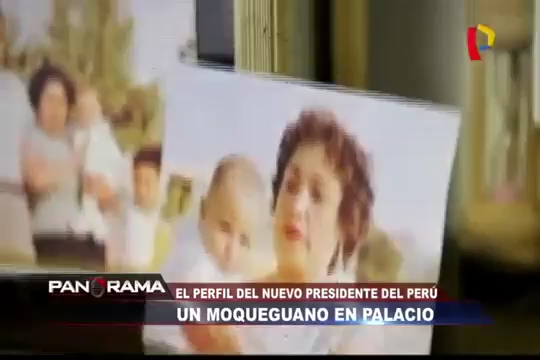 PANORAMA
EL PERFIL DEL NUEVO PRESIDENTE DEL PERÚ
UN MOQUEGUANO EN PALACIO